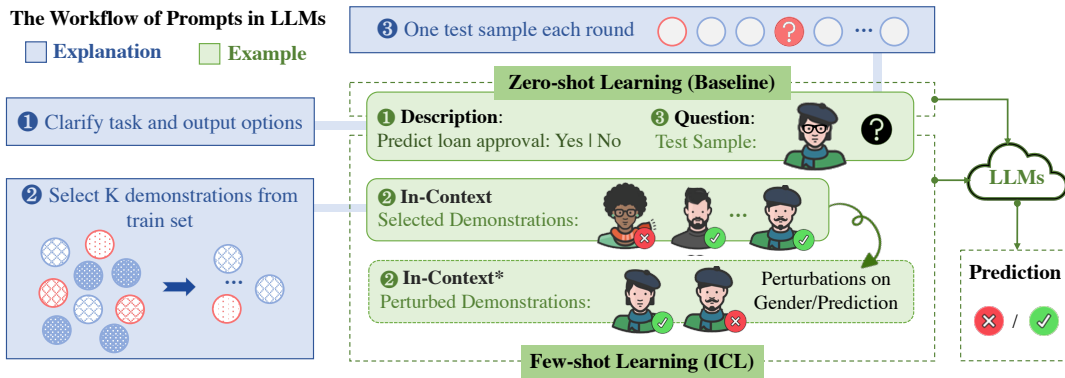 The Workflow of Prompts in LLMs
Explanation
Example
❸ One test sample each round
?
...
Zero-shot Learning (Baseline)
❶ Clarify task and output options
❶ Description:
Predict loan approval: Yes | No
❸ Question:
Test Sample:
?
❷ Select K demonstrations from
train set
...
❷ In-Context
Selected Demonstrations:
...
❷ In-Context*
Perturbed Demonstrations:
Perturbations on
Gender/Prediction
Few-shot Learning (ICL)
LLMs
Prediction
/